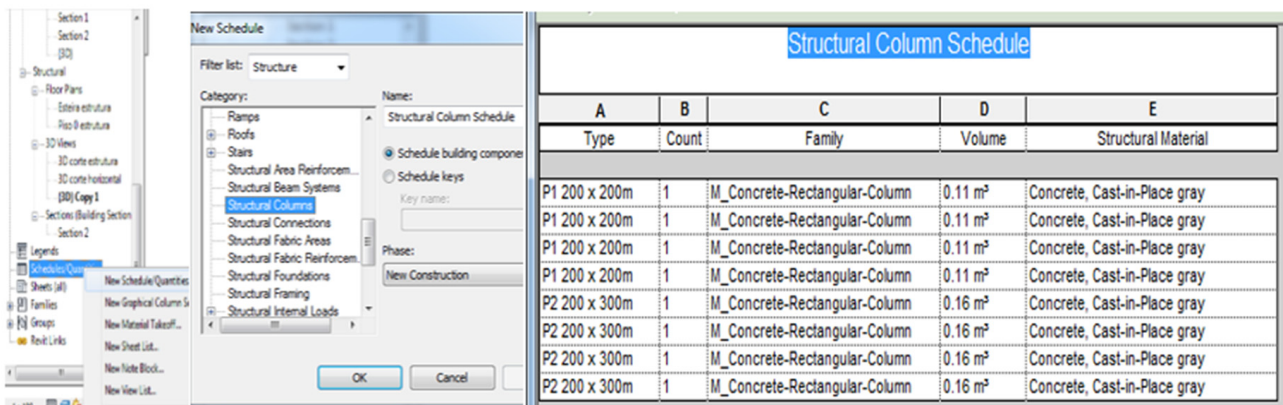 Section 1
Section 2
{3D}
Structural
Floor Plans
Esteira estrutura
Piso 0 estrutura
3D Views
3D corte estrutura
3D corte horizontal
{3D} Copy 1
Sections (Building Section
Section 2
Legends
Schedules/Quanti
Sheets (all)
Families
Groups
Revit Links
New Schedule/Quantities
New Graphical Column S
New Material Takeoff...
New Sheet List...
New Note Block...
New View List...
New Schedule
Filter list: Structure
Category:
Ramps
Roofs
Stairs
Structural Area Reinforcem...
Structural Beam Systems
Structural Columns
Structural Connections
Structural Fabric Areas
Structural Fabric Reinforcem...
Structural Foundations
Structural Framing
Structural Internal Loads
Name:
Structural Column Schedule
Schedule building compone
Schedule keys
Key name:
Phase:
New Construction
OK Cancel
Structural Column Schedule
A B C D E
Type Count Family Volume Structural Material
P1 200 x 200m 1 M_Concrete-Rectangular-Column 0.11 m³ Concrete, Cast-in-Place gray
P1 200 x 200m 1 M_Concrete-Rectangular-Column 0.11 m³ Concrete, Cast-in-Place gray
P1 200 x 200m 1 M_Concrete-Rectangular-Column 0.11 m³ Concrete, Cast-in-Place gray
P1 200 x 200m 1 M_Concrete-Rectangular-Column 0.11 m³ Concrete, Cast-in-Place gray
P2 200 x 300m 1 M_Concrete-Rectangular-Column 0.16 m³ Concrete, Cast-in-Place gray
P2 200 x 300m 1 M_Concrete-Rectangular-Column 0.16 m³ Concrete, Cast-in-Place gray
P2 200 x 300m 1 M_Concrete-Rectangular-Column 0.16 m³ Concrete, Cast-in-Place gray
P2 200 x 300m 1 M_Concrete-Rectangular-Column 0.16 m³ Concrete, Cast-in-Place gray